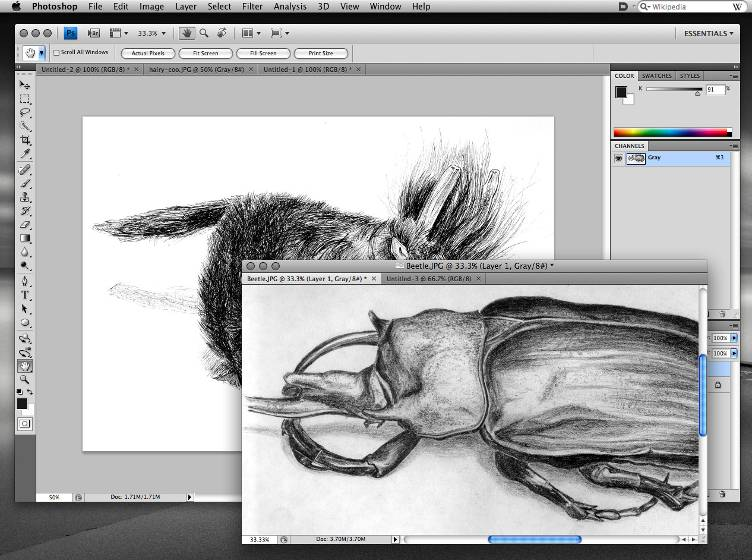 Photoshop File Edit Image Layer Select Filter Analysis 3D View Window Help Wikipedia W
Ps Br 33.3% ESSENTIALS
Scroll All Windows Actual Pixels Fit Screen Fill Screen Print Size
Untitled-2 @ 100% (RGB/8) * × hairy-coo.JPG @ 50% (Gray/8#) × Untitled-1 @ 100% (RGB/8) * ×
COLOR SWATCHES STYLES
K 91 %
CHANNELS
Gray ⌘1
Beetle.JPG @ 33.3% (Layer 1, Gray/8#) *
Beetle.JPG @ 33.3% (Layer 1, Gray/8#) * × Untitled-3 @ 66.7% (RGB/8) ×
100%
100%
T
50% Doc: 1.71M/1.71M
33.33% Doc: 3.70M/3.70M